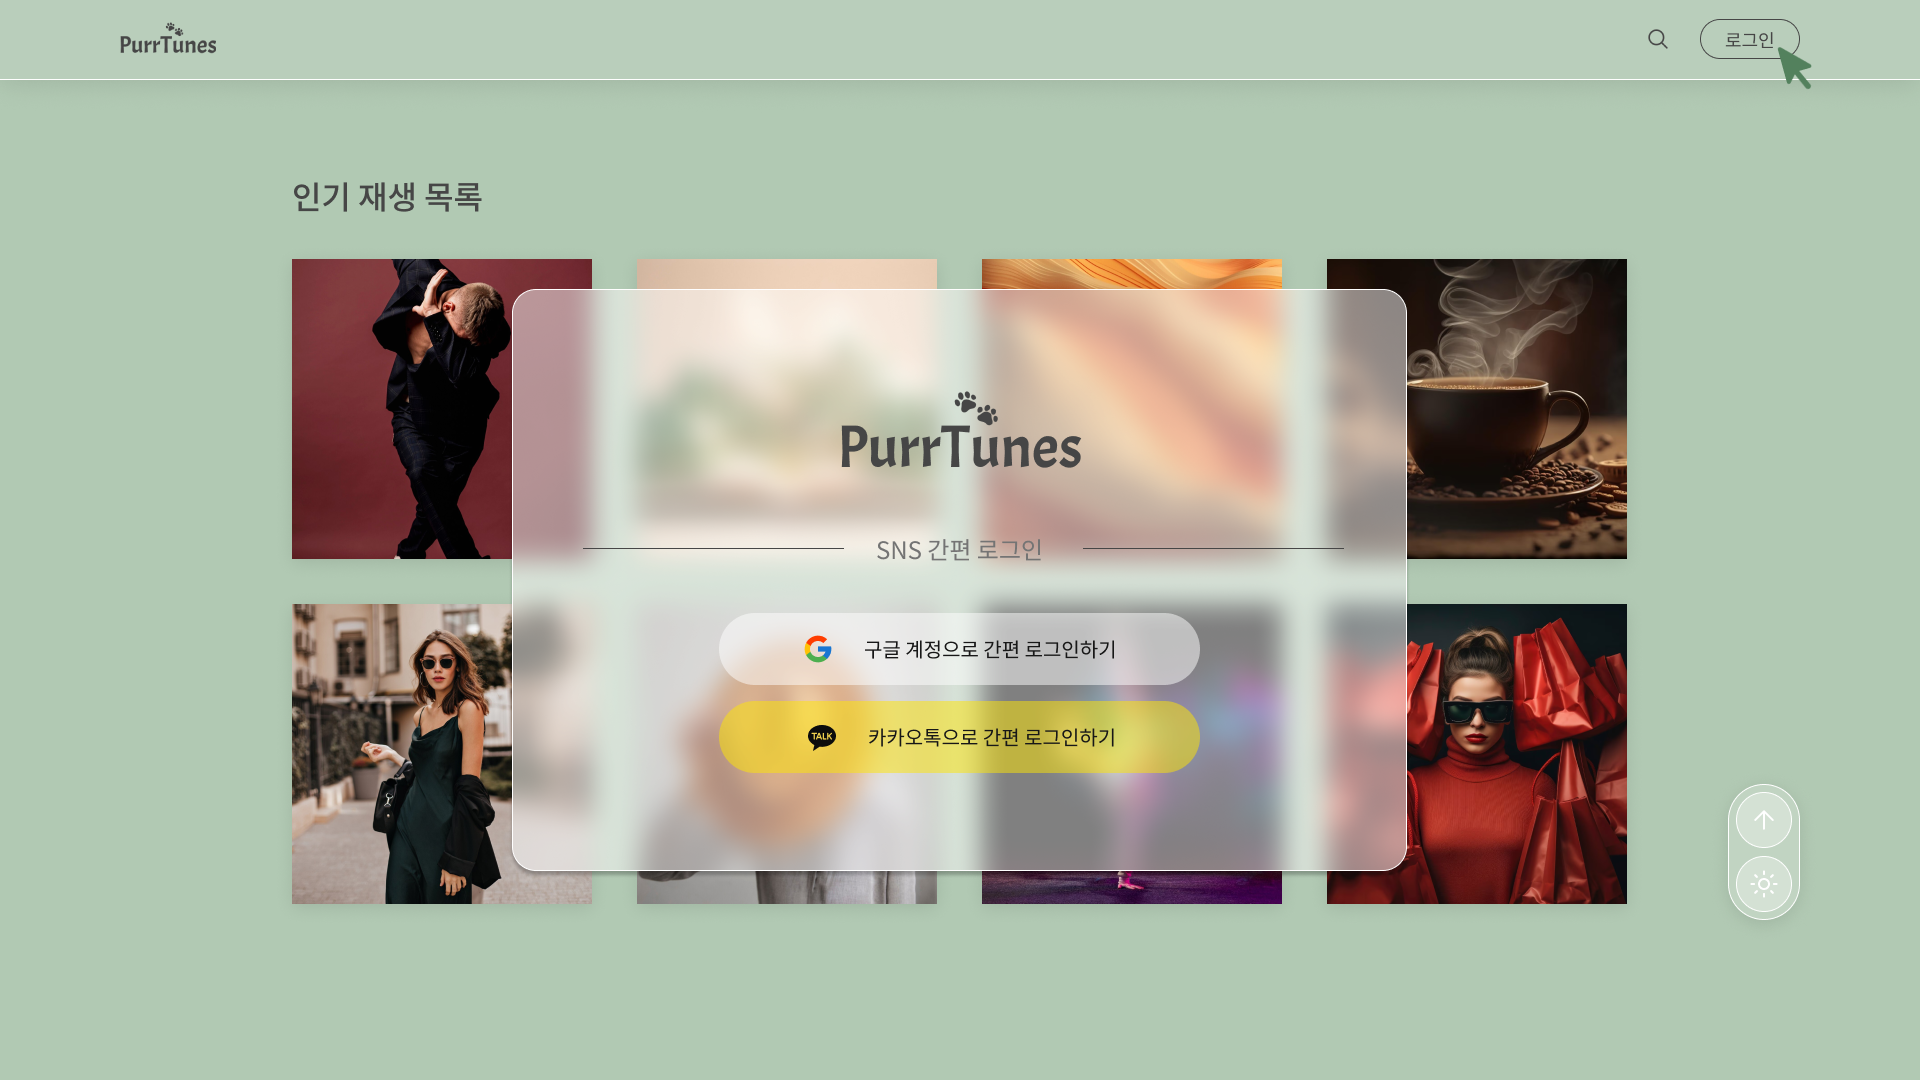 PurrTunes
로그인
인기 재생 목록
PurrTunes
SNS 간편 로그인
구글 계정으로 간편 로그인하기
TALK
카카오톡으로 간편 로그인하기